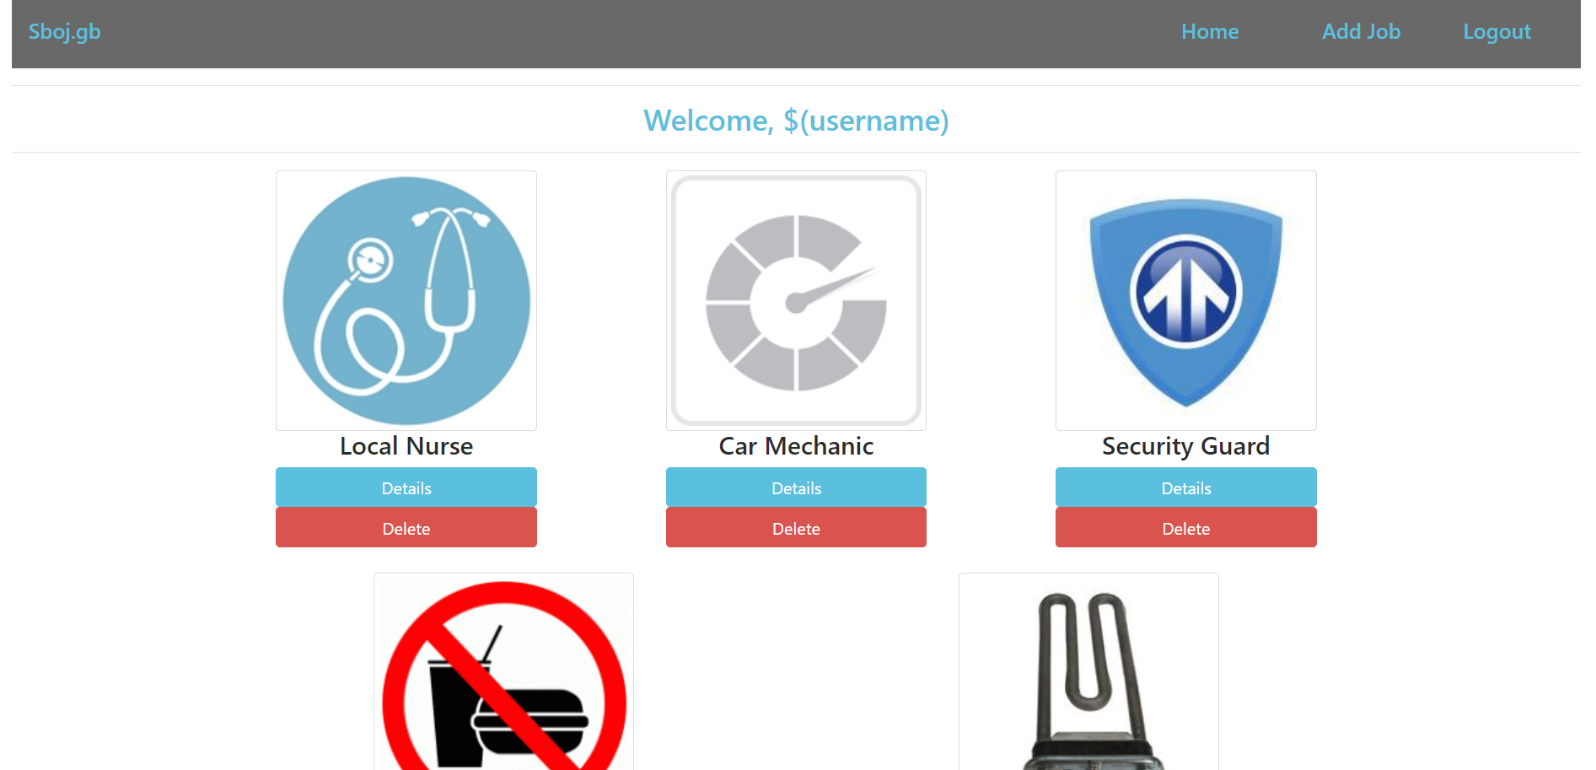 Sboj.gb
Home
Add Job
Logout
Welcome, $(username)
Local Nurse
Car Mechanic
Security Guard
Details
Details
Details
Delete
Delete
Delete